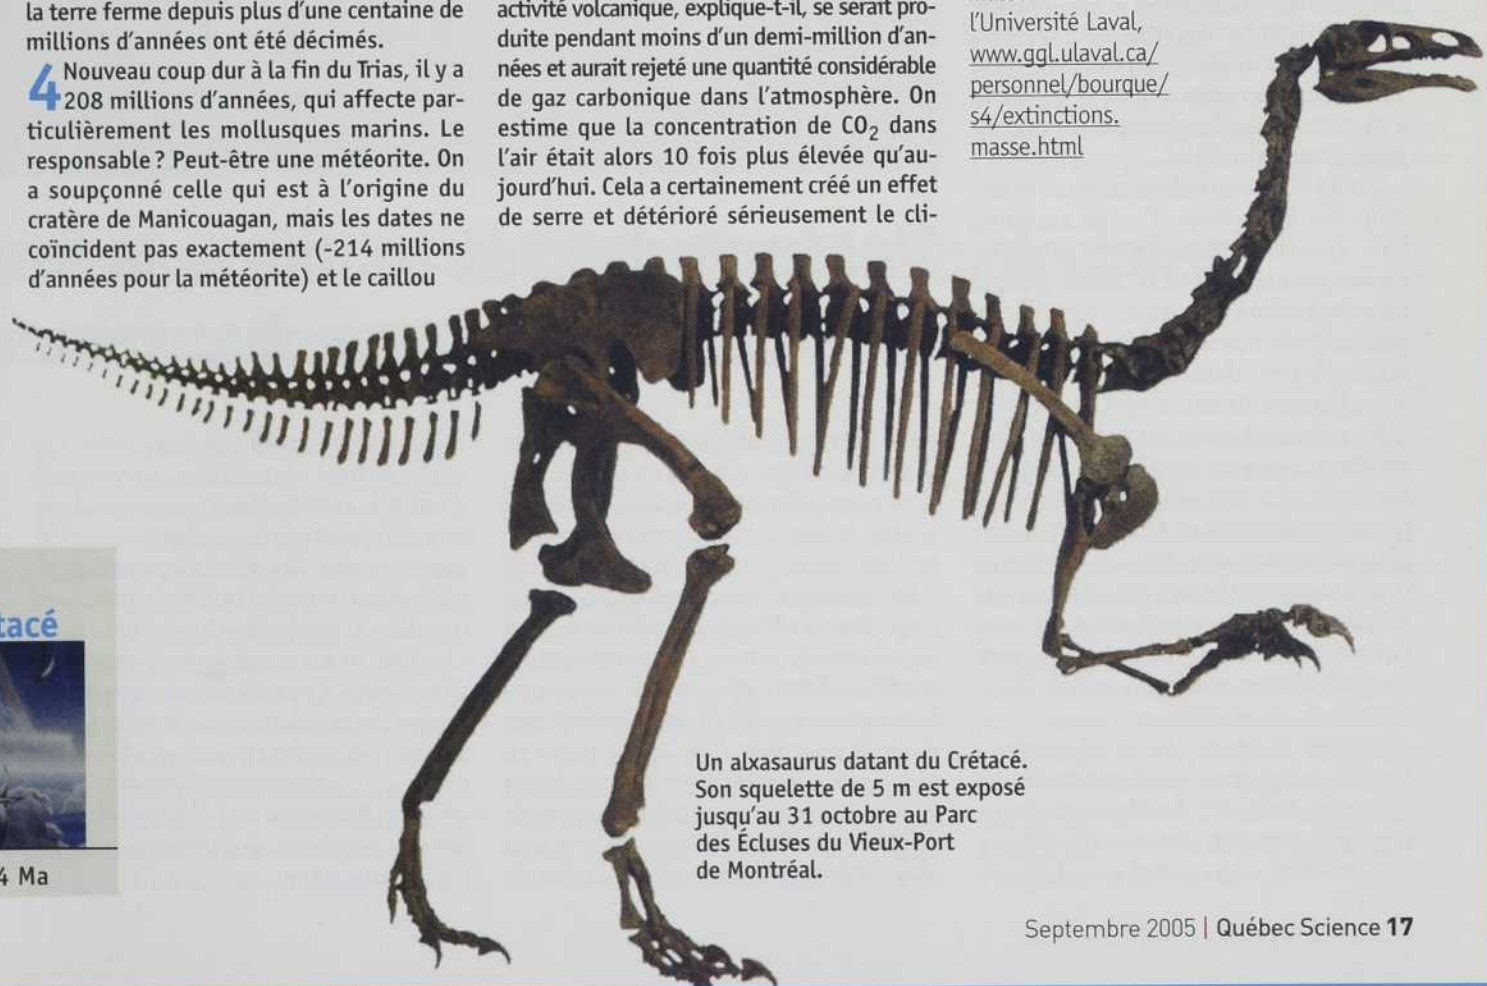 la terre ferme depuis plus d'une centaine de
millions d'années ont été décimés.
4 Nouveau coup dur à la fin du Trias, il y a
208 millions d'années, qui affecte par-
ticulièrement les mollusques marins. Le
responsable ? Peut-être une météorite. On
a soupçonné celle qui est à l'origine du
cratère de Manicouagan, mais les dates ne
coïncident pas exactement (-214 millions
d'années pour la météorite) et le caillou
activité volcanique, explique-t-il, se serait pro-
duite pendant moins d'un demi-million d'an-
nées et aurait rejeté une quantité considérable
de gaz carbonique dans l'atmosphère. On
estime que la concentration de CO₂ dans
l'air était alors 10 fois plus élevée qu'au-
jourd'hui. Cela a certainement créé un effet
de serre et détérioré sérieusement le cli-
l'Université Laval,
www.ggl.ulaval.ca/
personnel/bourque/
s4/extinctions.
masse.html
tacé
4 Ma
Un alxasaurus datant du Crétacé.
Son squelette de 5 m est exposé
jusqu'au 31 octobre au Parc
des Écluses du Vieux-Port
de Montréal.
Septembre 2005 | Québec Science 17